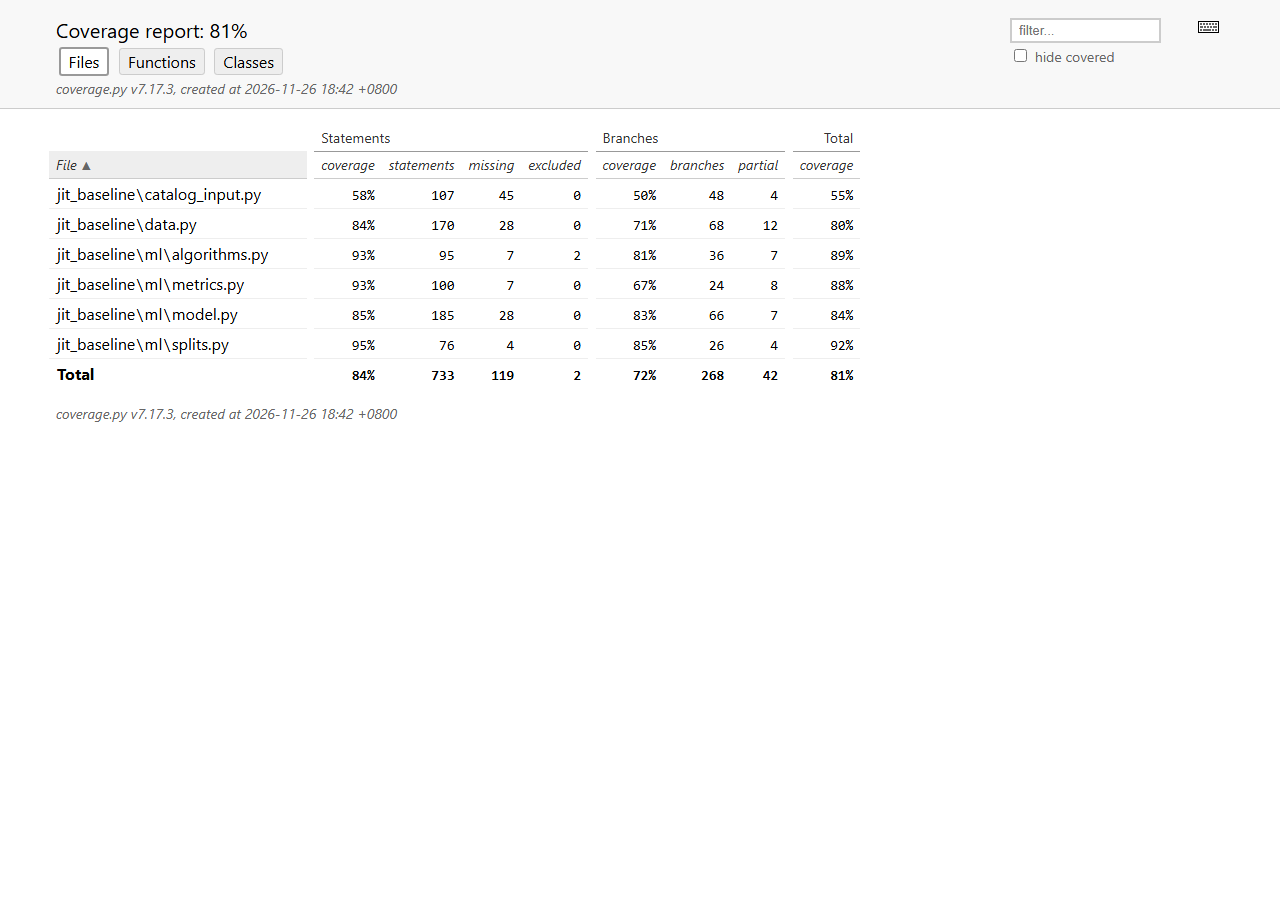 Coverage report: 81%
filter...
hide covered
Files Functions Classes
coverage.py v7.17.3, created at 2026-11-26 18:42 +0800
Statements Branches Total
File ▲ coverage statements missing excluded coverage branches partial coverage
jit_baseline\catalog_input.py 58% 107 45 0 50% 48 4 55%
jit_baseline\data.py 84% 170 28 0 71% 68 12 80%
jit_baseline\ml\algorithms.py 93% 95 7 2 81% 36 7 89%
jit_baseline\ml\metrics.py 93% 100 7 0 67% 24 8 88%
jit_baseline\ml\model.py 85% 185 28 0 83% 66 7 84%
jit_baseline\ml\splits.py 95% 76 4 0 85% 26 4 92%
Total 84% 733 119 2 72% 268 42 81%
coverage.py v7.17.3, created at 2026-11-26 18:42 +0800